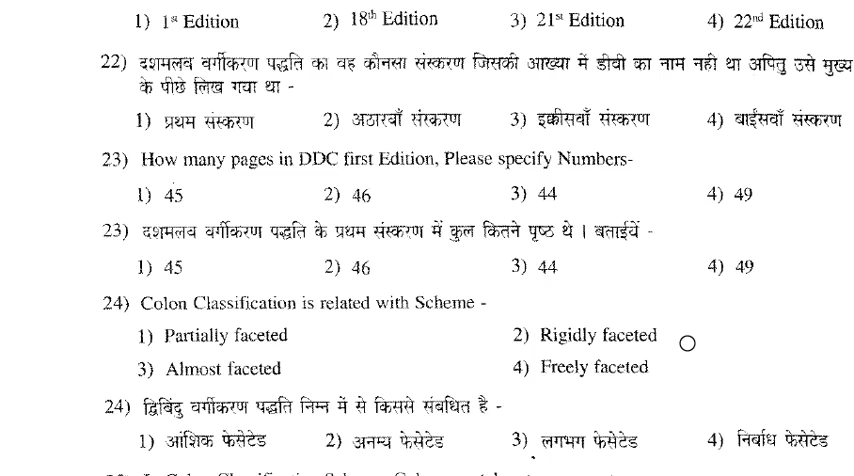 1) 1st Edition 2) 18th Edition 3) 21st Edition 4) 22nd Edition
22) दशमलव वर्गीकरण पद्धति का वह कौनसा संस्करण जिसकी आख्या में डीवी का नाम नही था अपितु उसे मुख्य
के पीछे लिख गया था -
1) प्रथम संस्करण 2) अठारवाँ संस्करण 3) इक्कीसवाँ संस्करण 4) बाईसवाँ संस्करण
23) How many pages in DDC first Edition, Please specify Numbers-
1) 45 2) 46 3) 44 4) 49
23) दशमलव वर्गीकरण पद्धति के प्रथम संस्करण में कुल कितने पृष्ठ थे । बताईयें -
1) 45 2) 46 3) 44 4) 49
24) Colon Classification is related with Scheme -
1) Partially faceted 2) Rigidly faceted
3) Almost faceted 4) Freely faceted
24) द्विबिंदु वर्गीकरण पद्धति निम्न में से किससे संबधित है -
1) आंशिक फेसेटेड 2) अनम्य फेसेटेड 3) लगभग फेसेटेड 4) निर्बाध फेसेटेड